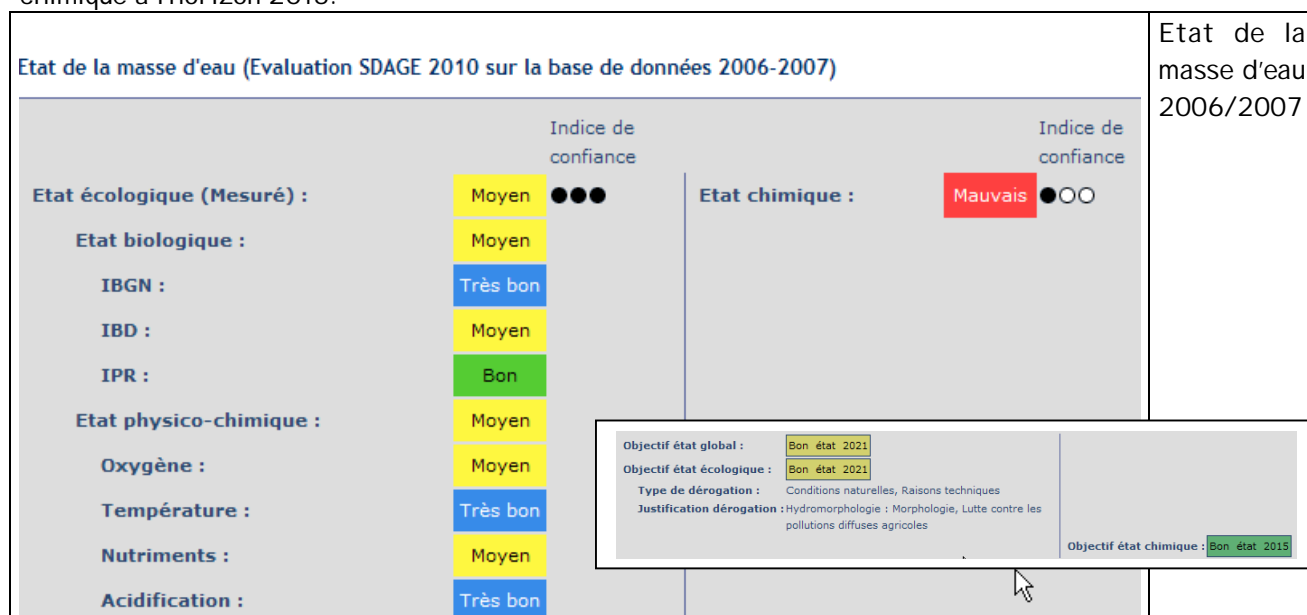 chimique à l'horizon 2015.
Etat de la masse d'eau (Evaluation SDAGE 2010 sur la base de données 2006-2007)
Etat de la
masse d'eau
2006/2007
Indice de
confiance
Indice de
confiance
Etat écologique (Mesuré) : Moyen
Etat chimique : Mauvais
Etat biologique : Moyen
IBGN : Très bon
IBD : Moyen
IPR : Bon
Etat physico-chimique : Moyen
Oxygène : Moyen
Température : Très bon
Nutriments : Moyen
Acidification : Très bon
Objectif état global : Bon état 2021
Objectif état écologique : Bon état 2021
Type de dérogation : Conditions naturelles, Raisons techniques
Justification dérogation : Hydromorphologie : Morphologie, Lutte contre les
pollutions diffuses agricoles
Objectif état chimique : Bon état 2015